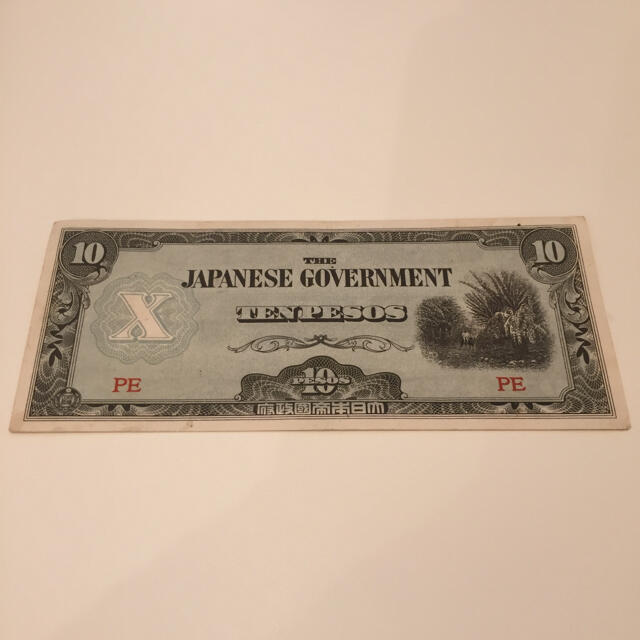 10 10
THE
JAPANESE GOVERNMENT
TEN PESOS
X
PE PE
10
PESOS
府政國帝本日大